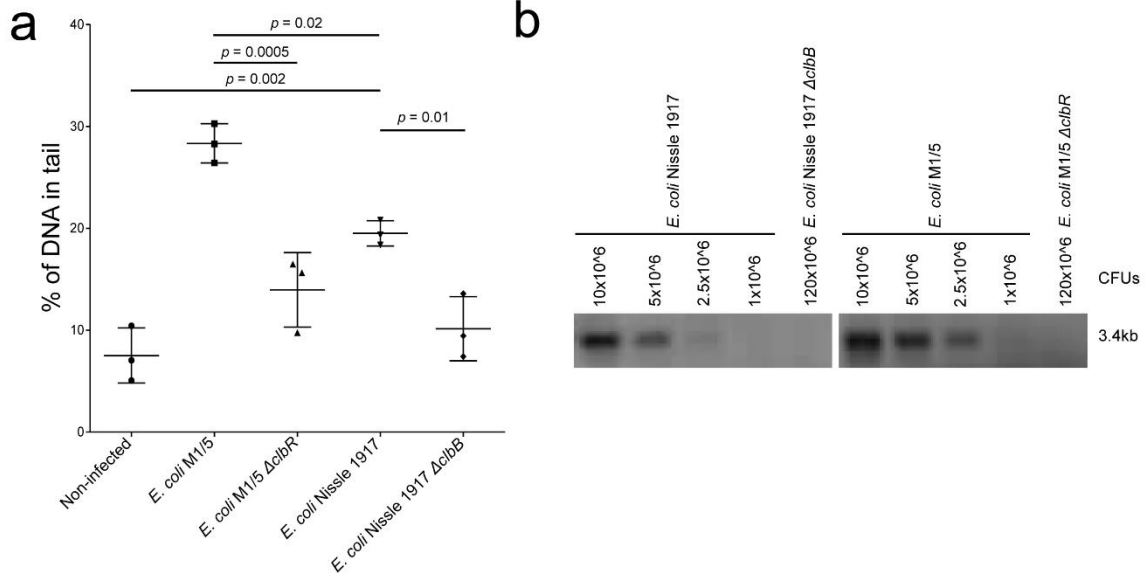 a
% of DNA in tail
40
30
20
10
0
p = 0.02
p = 0.0005
p = 0.002
p = 0.01
Non-infected
E. coli M1/5
E. coli M1/5 ΔclbR
E. coli Nissle 1917
E. coli Nissle 1917 ΔclbB
b
E. coli Nissle 1917
E. coli Nissle 1917 ΔclbB
E. coli M1/5
E. coli M1/5 ΔclbR
10x10^6
5x10^6
2.5x10^6
1x10^6
120x10^6
10x10^6
5x10^6
2.5x10^6
1x10^6
120x10^6
CFUs
3.4kb